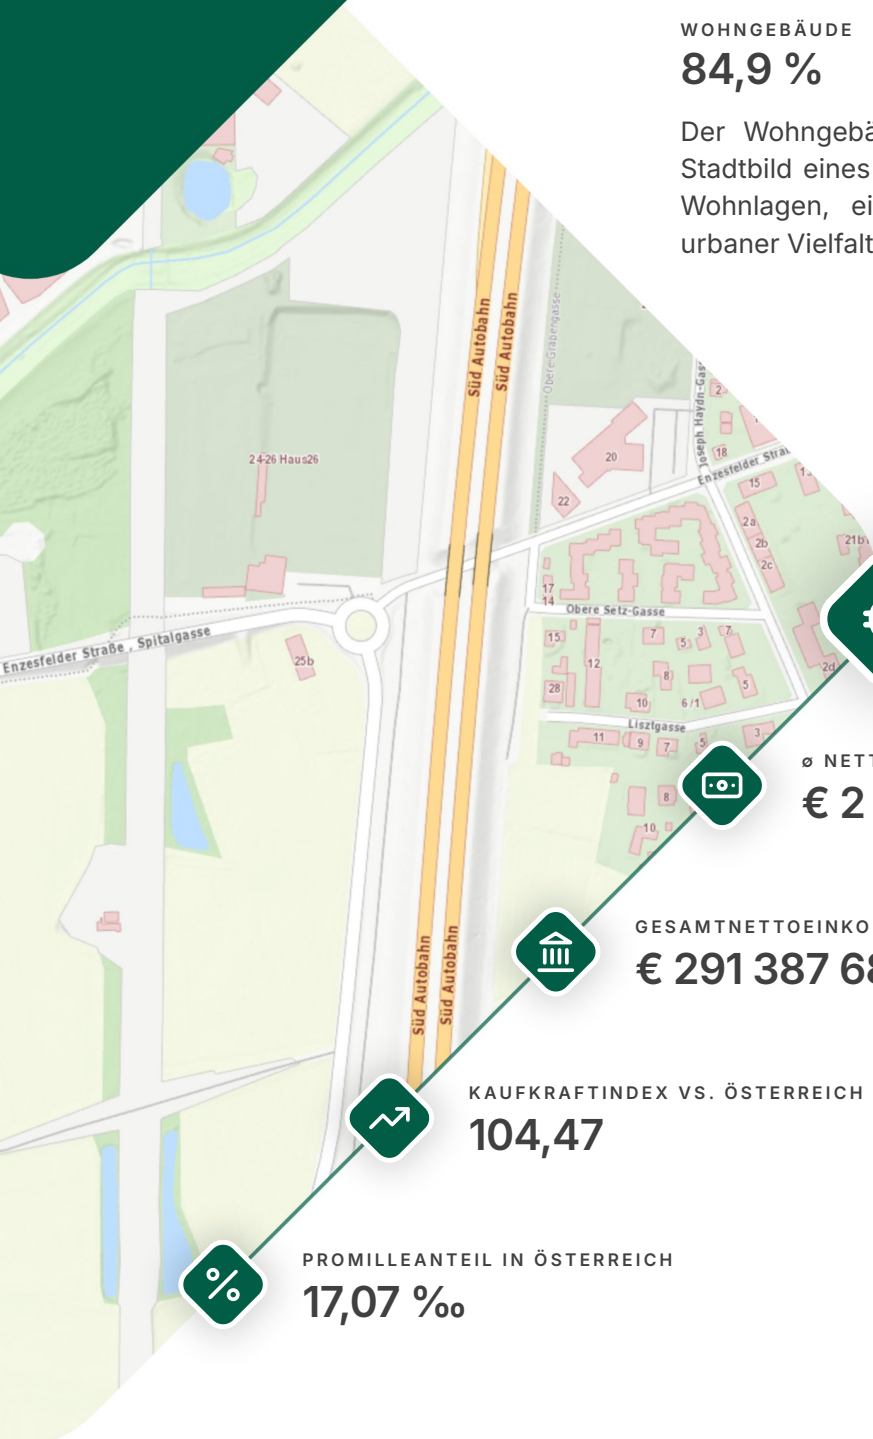 WOHNGEBÄUDE
84,9 %
Der Wohngebä
Stadtbild eines
Wohnlagen, ei
urbaner Vielfalt
Süd Autobahn
Süd Autobahn
Obere Grabengasse
Joseph Haydn-Gas
2
24-26 Haus26
20
18
Enzesfelder Straß
15
22
2a
2b
21b
2c
17
14
Obere Setz-Gasse
Enzesfelder Straße , Spitalgasse
25b
15
7
5
3
7
12
2d
8
28
5
10
6/1
Lisztgasse
11
9
7
5
3
ø NETT
€ 2
8
10
GESAMTNETTOEINKO
€ 291 387 68
Süd Autobahn
Süd Autobahn
KAUFKRAFTINDEX VS. ÖSTERREICH
104,47
%
PROMILLEANTEIL IN ÖSTERREICH
17,07 ‰